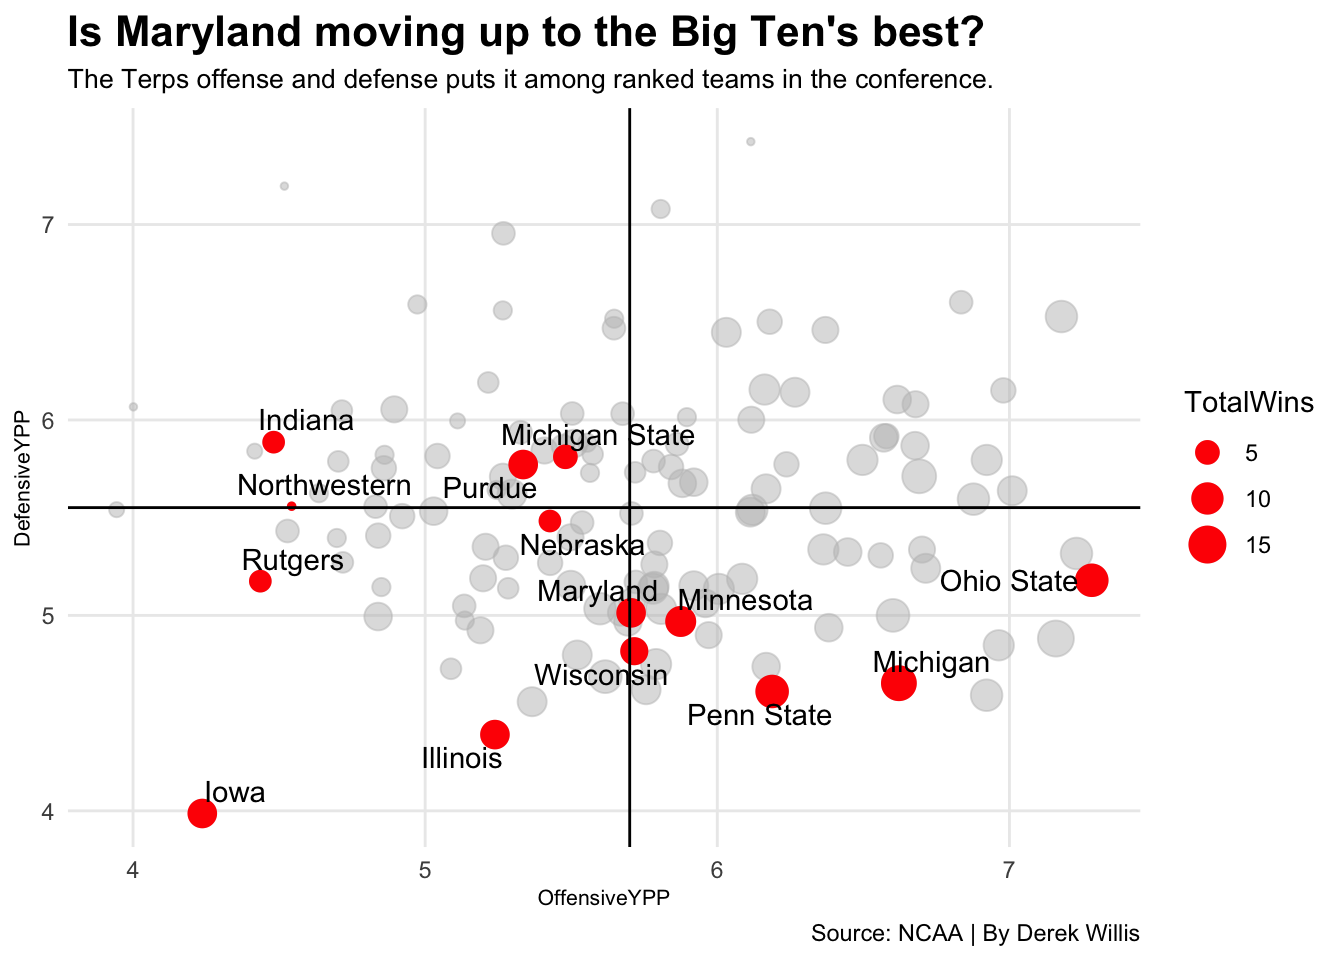 Is Maryland moving up to the Big Ten's best?
The Terps offense and defense puts it among ranked teams in the conference.
7
6
5
4
DefensiveYPP
Indiana
Michigan State
Northwestern
Purdue
Nebraska
Rutgers
Ohio State
Maryland
Minnesota
Michigan
Wisconsin
Penn State
Illinois
Iowa
4
5
6
7
OffensiveYPP
TotalWins
5
10
15
Source: NCAA | By Derek Willis